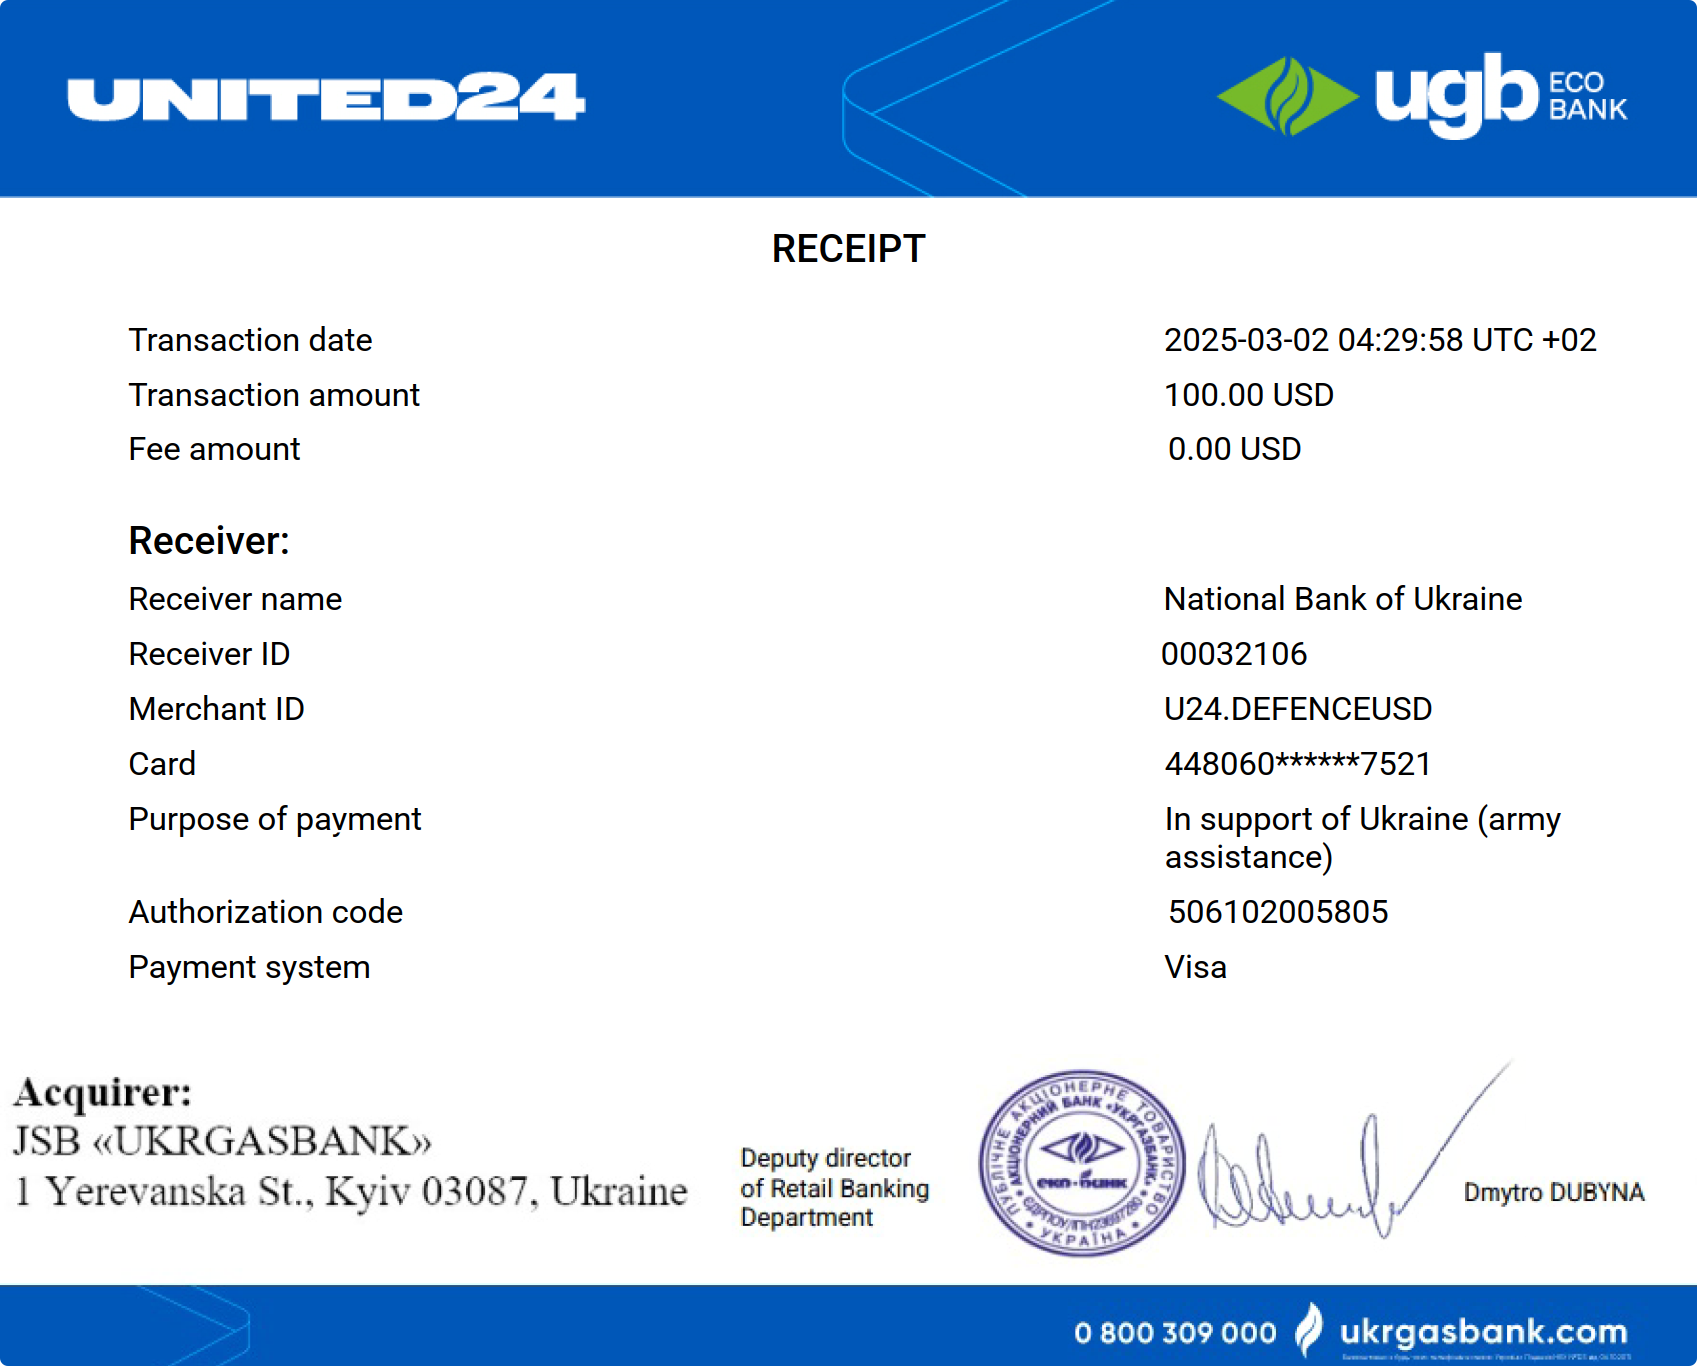 UNITED24
ugb ECO BANK
RECEIPT
Transaction date 2025-03-02 04:29:58 UTC +02
Transaction amount 100.00 USD
Fee amount 0.00 USD
Receiver:
Receiver name National Bank of Ukraine
Receiver ID 00032106
Merchant ID U24.DEFENCEUSD
Card 448060******7521
Purpose of payment In support of Ukraine (army
assistance)
Authorization code 506102005805
Payment system Visa
Acquirer:
JSB «UKRGASBANK»
1 Yerevanska St., Kyiv 03087, Ukraine
Deputy director
of Retail Banking
Department
ПУБЛІЧНЕ АКЦІОНЕРНЕ ТОВАРИСТВО
АКЦІОНЕРНИЙ БАНК «УКРГАЗБАНК»
еко-банк
ЄДРПОУ/ІПН23697280
УКРАЇНА
Dmytro DUBYNA
0 800 309 000 ukrgasbank.com